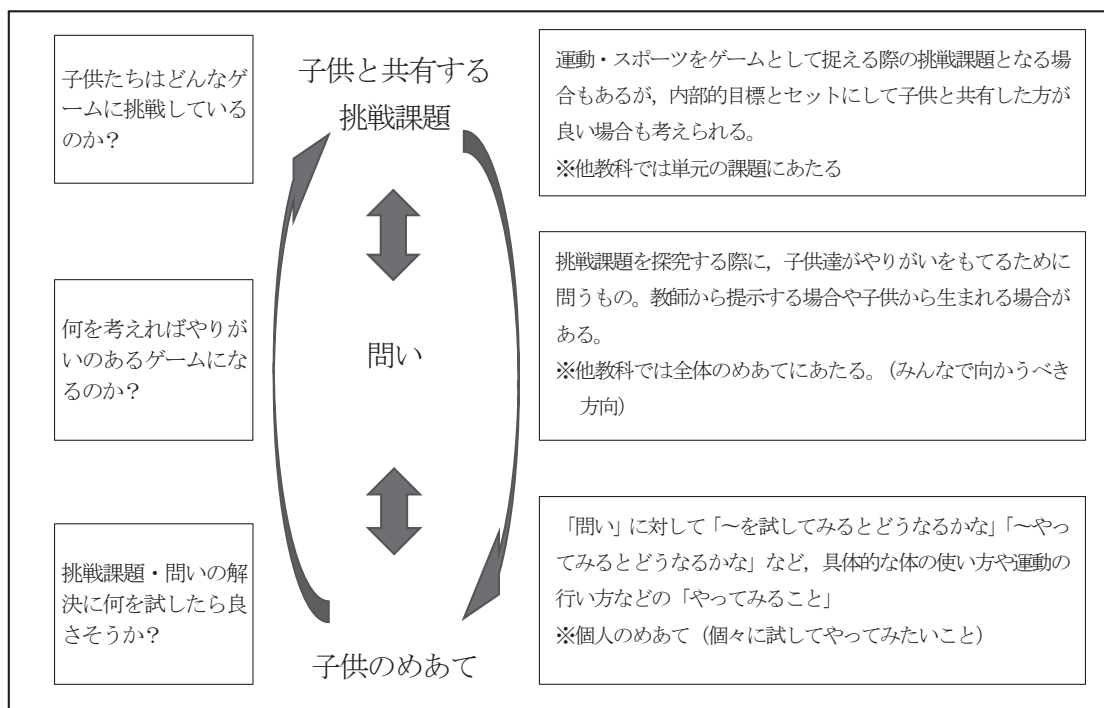 子供たちはどんなゲ
ームに挑戦している
のか?
子供と共有する
挑戦課題
運動・スポーツをゲームとして捉える際の挑戦課題となる場
合もあるが，内部的目標とセットにして子供と共有した方が
良い場合も考えられる。
※他教科では単元の課題にあたる
何を考えればやりが
いのあるゲームにな
るのか?
問い
挑戦課題を探究する際に，子供達がやりがいをもてるために
問うもの。教師から提示する場合や子供から生まれる場合が
ある。
※他教科では全体のめあてにあたる。（みんなで向かうべき
方向）
挑戦課題・問いの解
決に何を試したら良
さそうか?
子供のめあて
「問い」に対して「～を試してみるとどうなるかな」「～やっ
てみるとどうなるかな」など，具体的な体の使い方や運動の
行い方などの「やってみること」
※個人のめあて（個々に試してやってみたいこと）